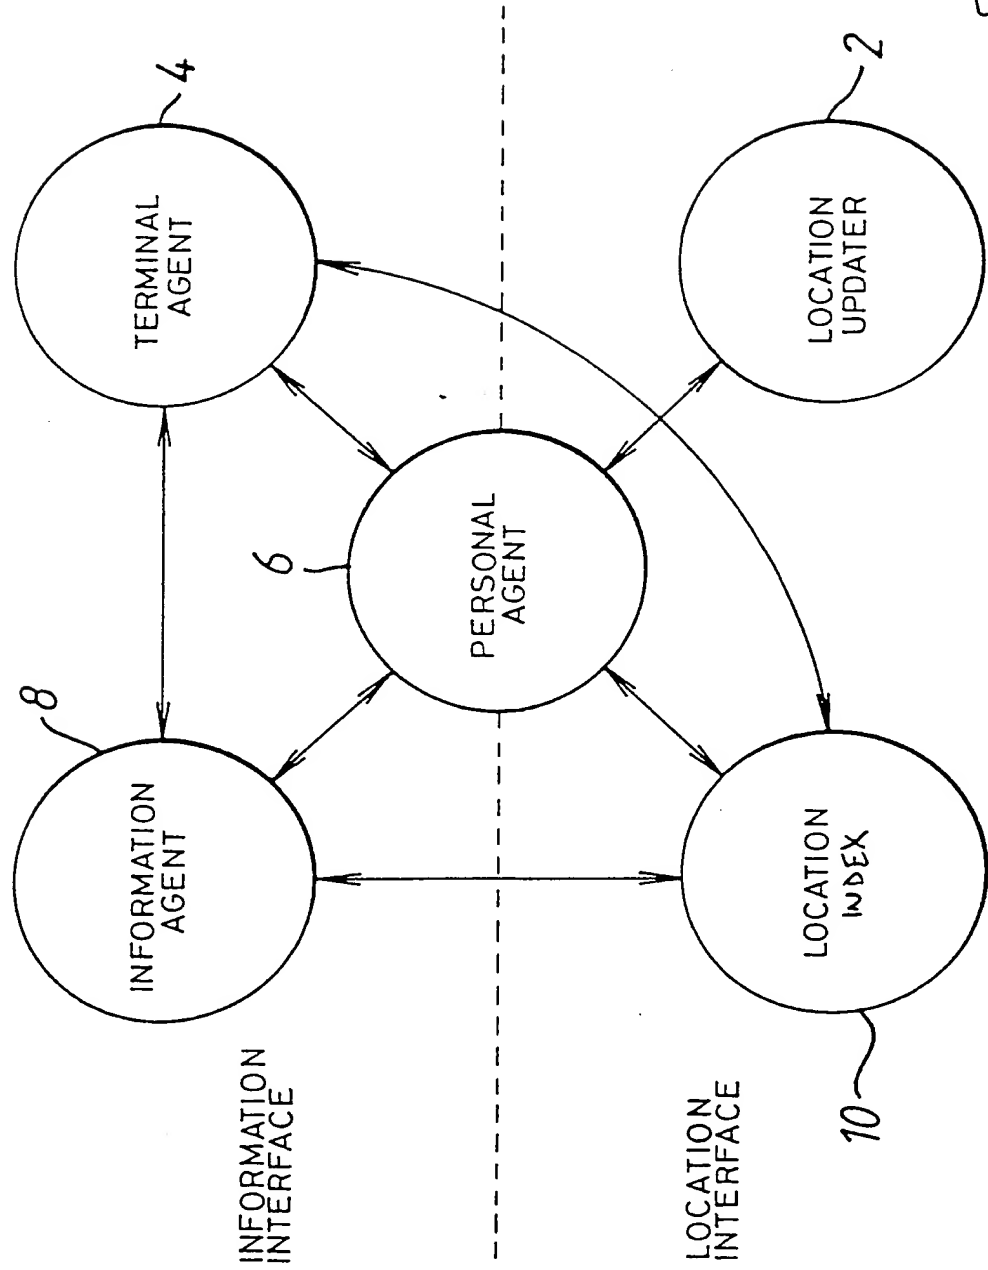 INFORMATION
INTERFACE
INFORMATION
AGENT
8
TERMINAL
AGENT
4
6
PERSONAL
AGENT
LOCATION
INTERFACE
LOCATION
INDEX
10
LOCATION
UPDATER
2